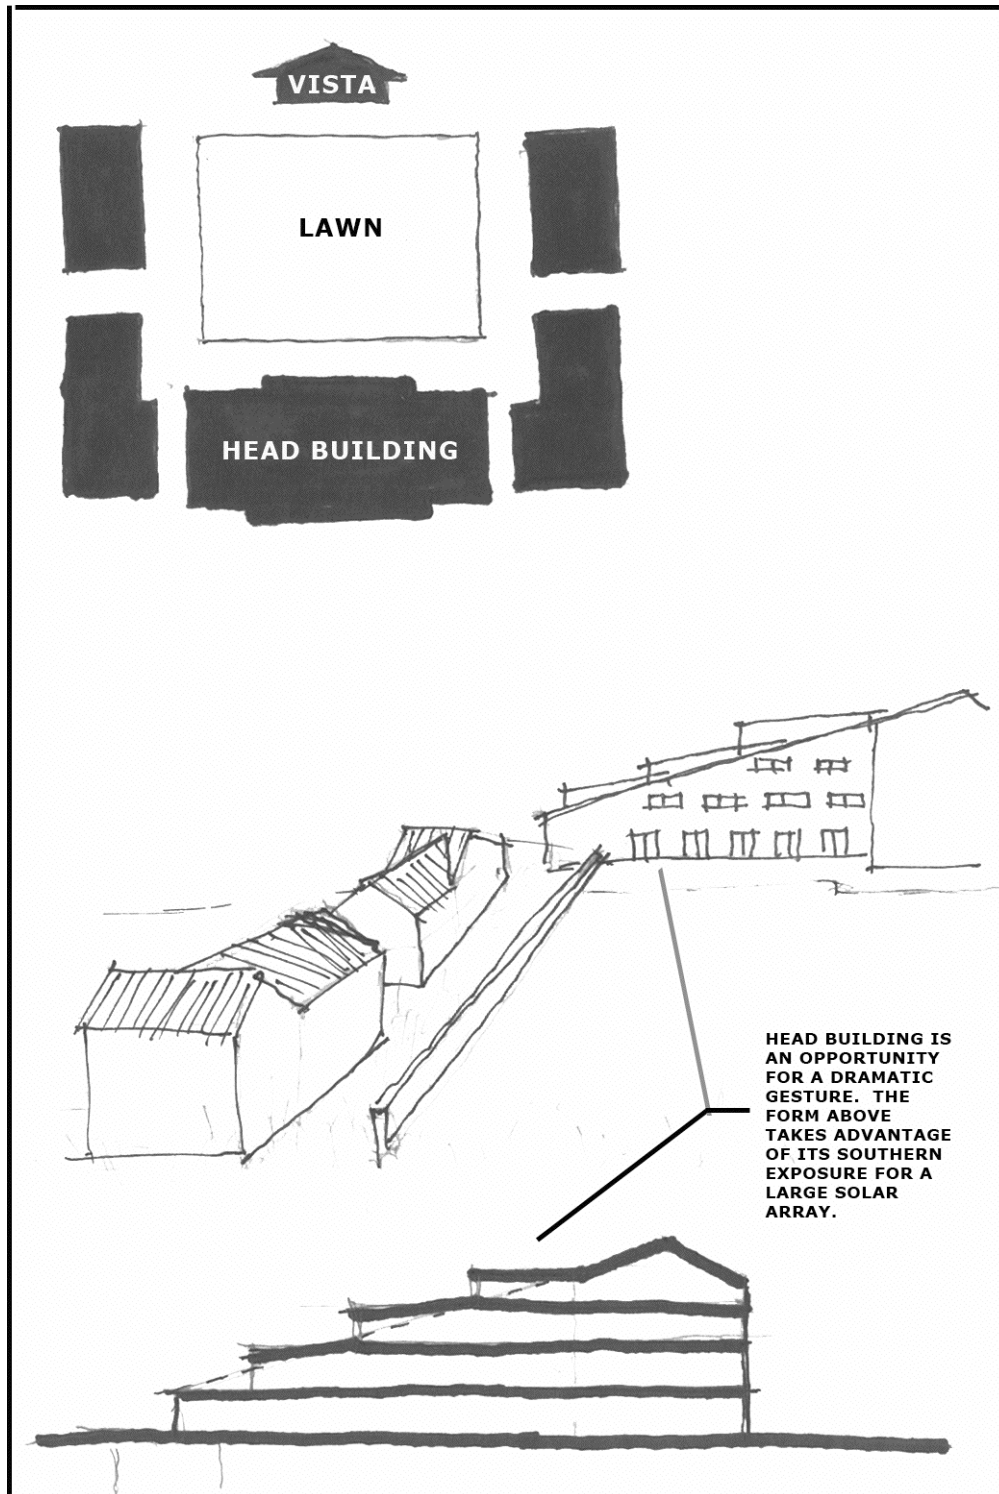 VISTA
LAWN
HEAD BUILDING
HEAD BUILDING IS
AN OPPORTUNITY
FOR A DRAMATIC
GESTURE.  THE
FORM ABOVE
TAKES ADVANTAGE
OF ITS SOUTHERN
EXPOSURE FOR A
LARGE SOLAR
ARRAY.